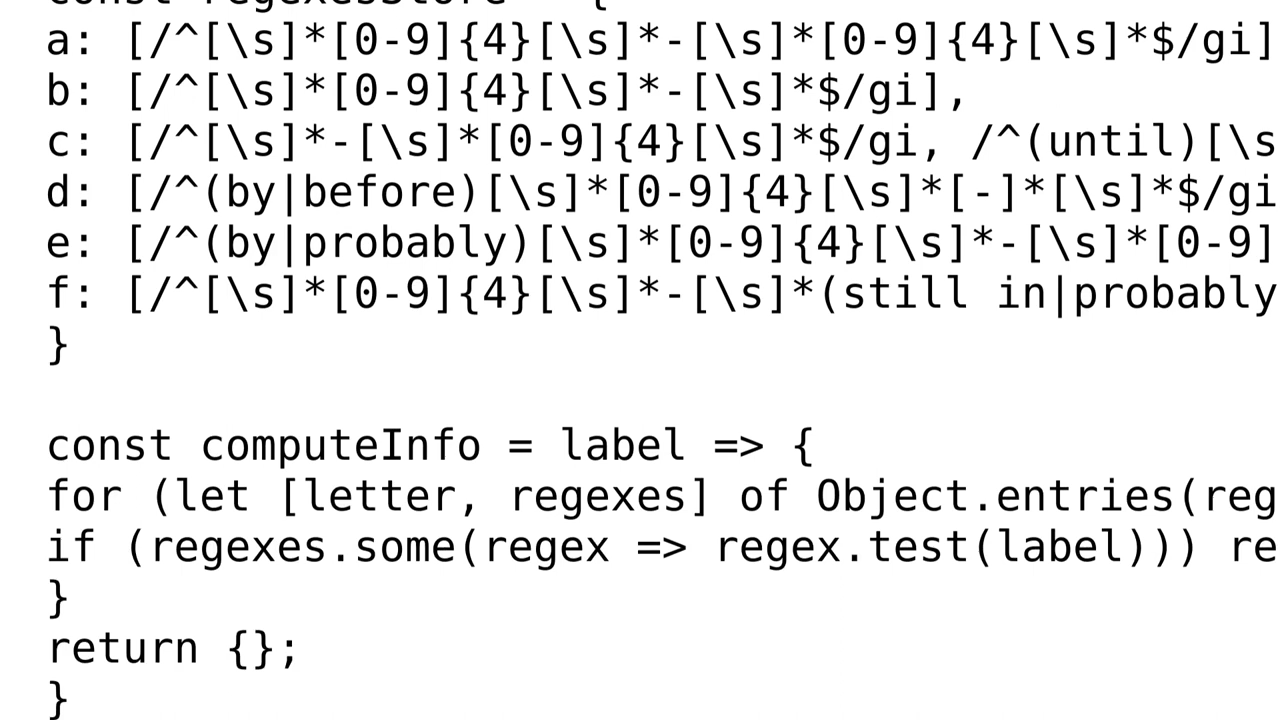 a: [/^[\s]*[0-9]{4}[\s]*-[\s]*[0-9]{4}[\s]*$/gi]
b: [/^[\s]*[0-9]{4}[\s]*-[\s]*$/gi],
c: [/^[\s]*-[\s]*[0-9]{4}[\s]*$/gi, /^(until)[\s
d: [/^(by|before)[\s]*[0-9]{4}[\s]*[-]*[\s]*$/gi
e: [/^(by|probably)[\s]*[0-9]{4}[\s]*-[\s]*[0-9]
f: [/^[\s]*[0-9]{4}[\s]*-[\s]*(still in|probably
}
const computeInfo = label => {
for (let [letter, regexes] of Object.entries(reg
if (regexes.some(regex => regex.test(label))) re
}
return {};
}